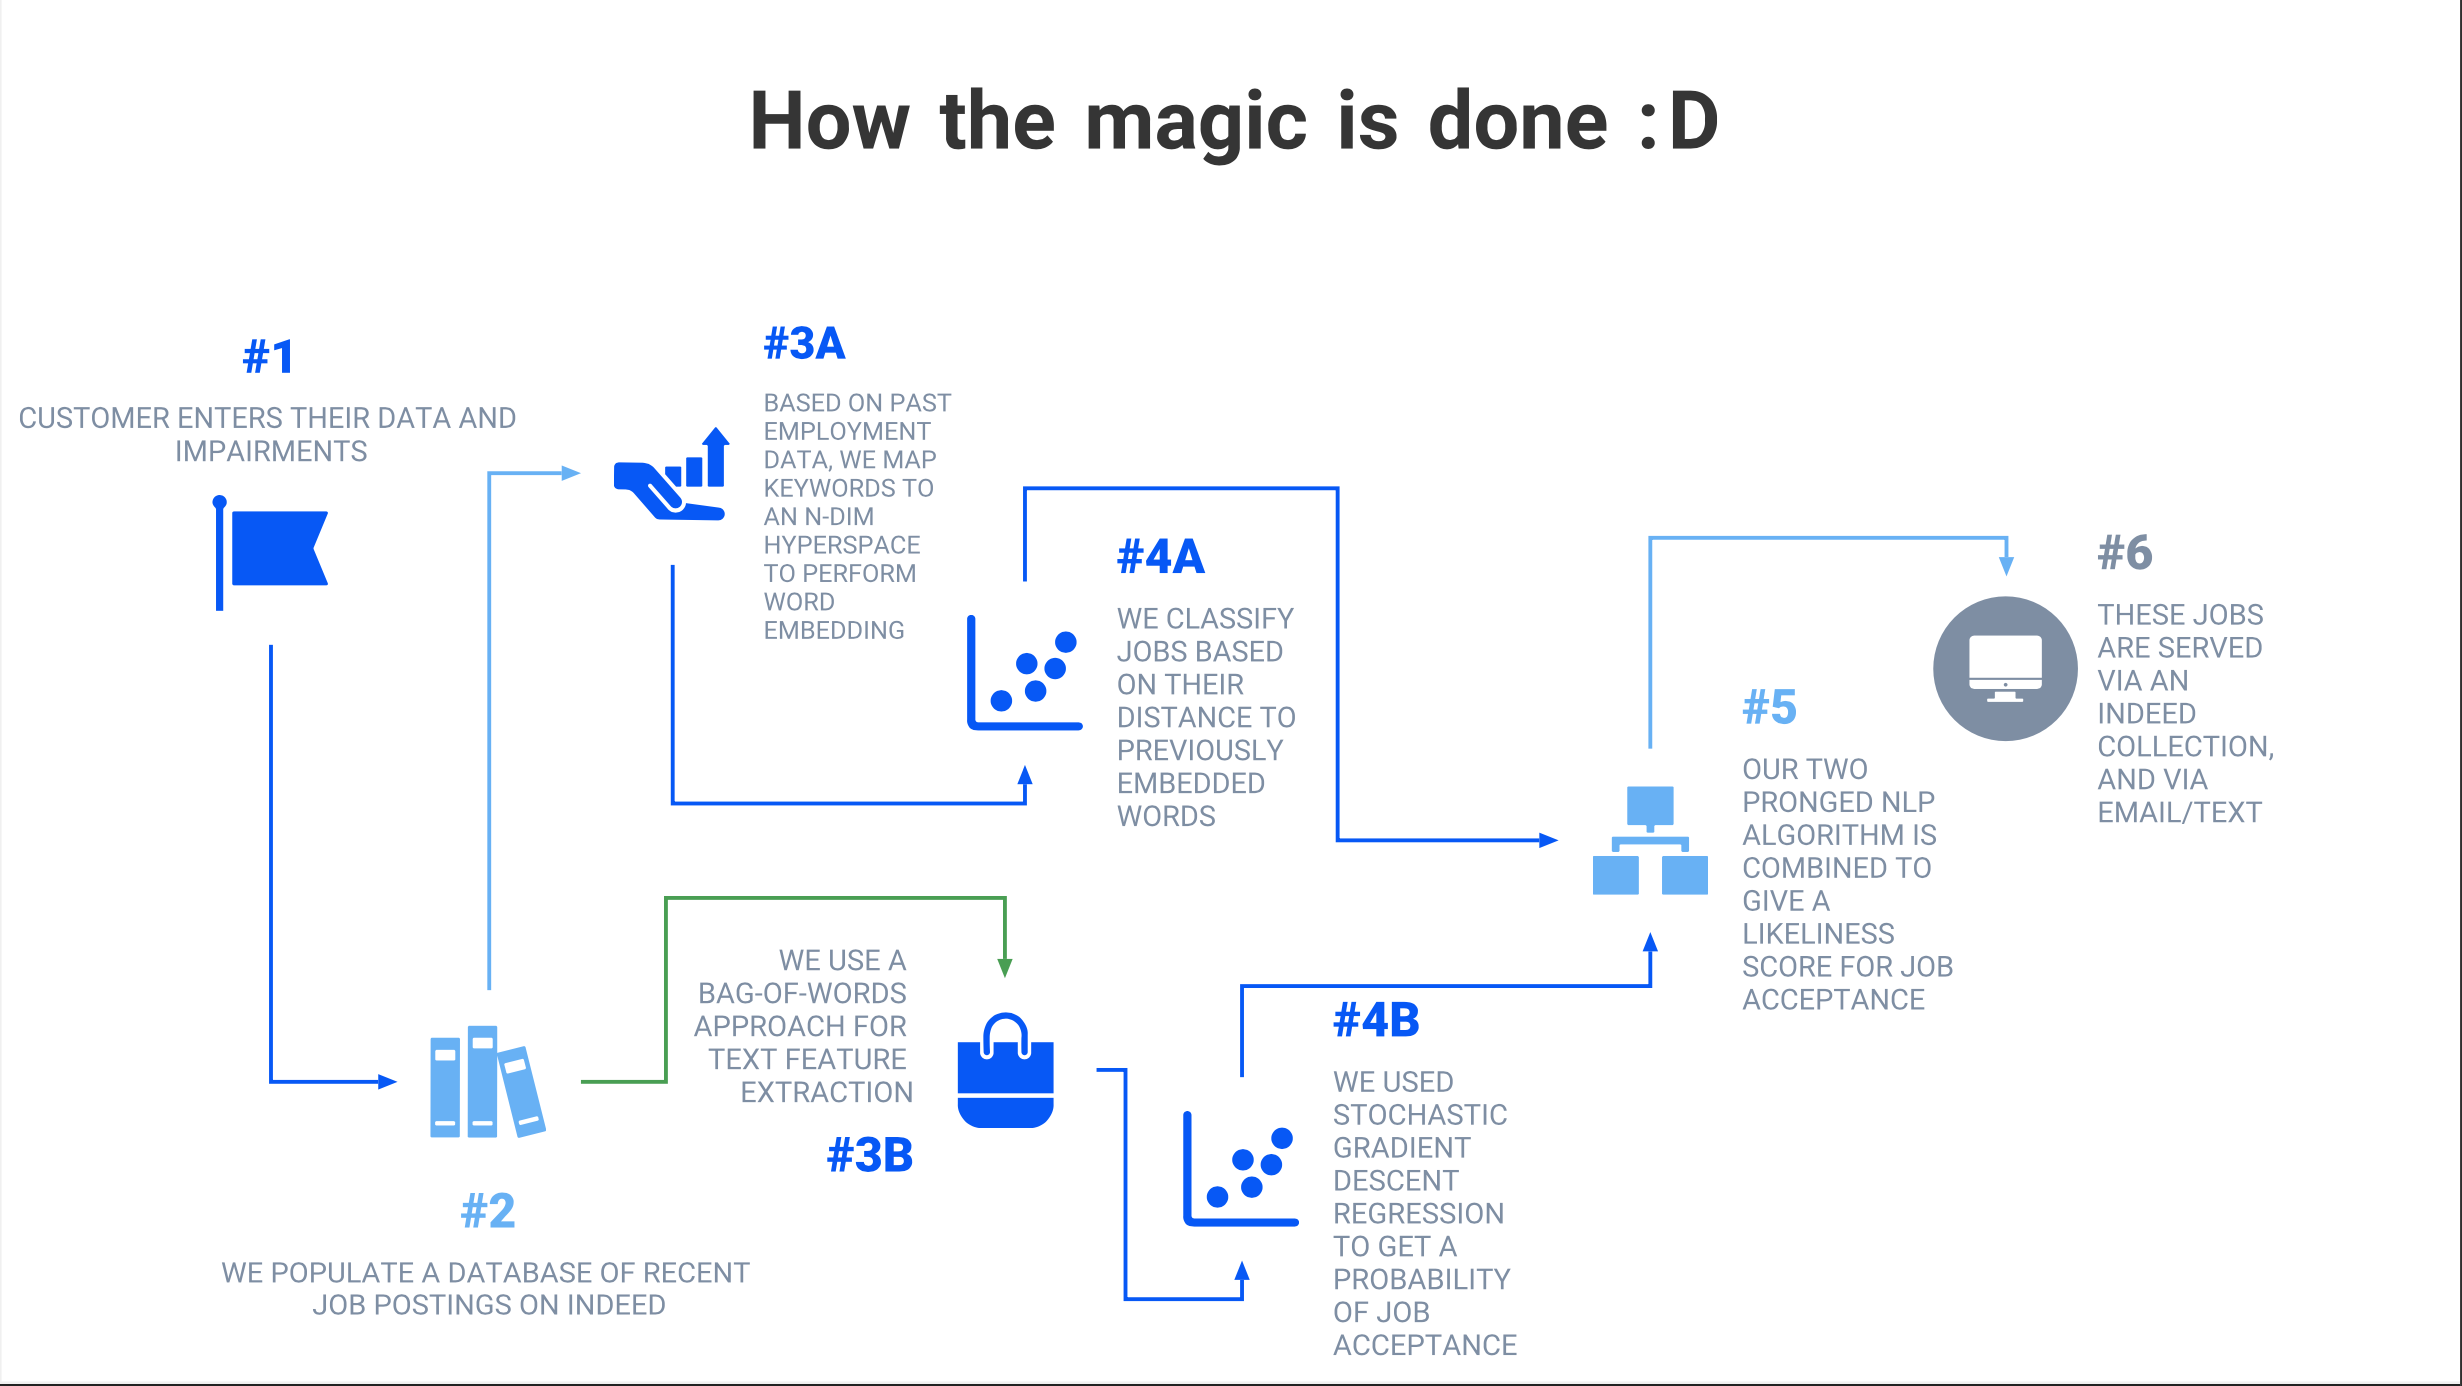 How the magic is done :D
#1
CUSTOMER ENTERS THEIR DATA AND
IMPAIRMENTS
#2
WE POPULATE A DATABASE OF RECENT
JOB POSTINGS ON INDEED
#3A
BASED ON PAST
EMPLOYMENT
DATA, WE MAP
KEYWORDS TO
AN N-DIM
HYPERSPACE
TO PERFORM
WORD
EMBEDDING
WE USE A
BAG-OF-WORDS
APPROACH FOR
TEXT FEATURE
EXTRACTION
#3B
#4A
WE CLASSIFY
JOBS BASED
ON THEIR
DISTANCE TO
PREVIOUSLY
EMBEDDED
WORDS
#4B
WE USED
STOCHASTIC
GRADIENT
DESCENT
REGRESSION
TO GET A
PROBABILITY
OF JOB
ACCEPTANCE
#5
OUR TWO
PRONGED NLP
ALGORITHM IS
COMBINED TO
GIVE A
LIKELINESS
SCORE FOR JOB
ACCEPTANCE
#6
THESE JOBS
ARE SERVED
VIA AN
INDEED
COLLECTION,
AND VIA
EMAIL/TEXT